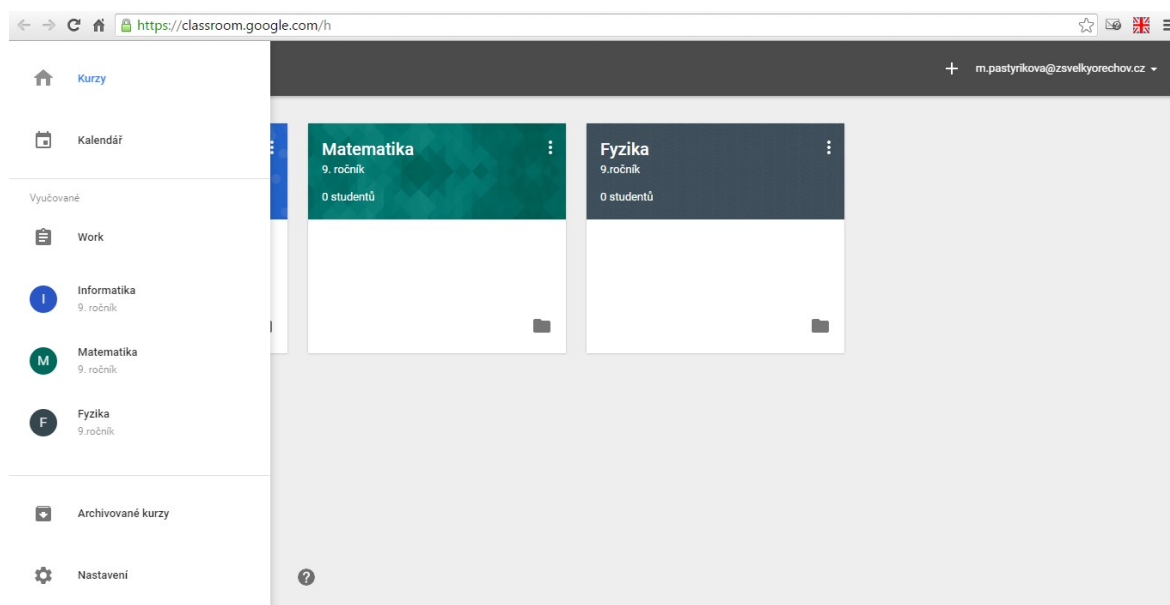 https://classroom.google.com/h
Kurzy
Kalendář
Vyučované
Work
I
Informatika
9. ročník
M
Matematika
9. ročník
F
Fyzika
9.ročník
Archivované kurzy
Nastavení
+ m.pastyrikova@zsvelkyorechov.cz
Matematika
9. ročník
0 studentů
Fyzika
9.ročník
0 studentů
?